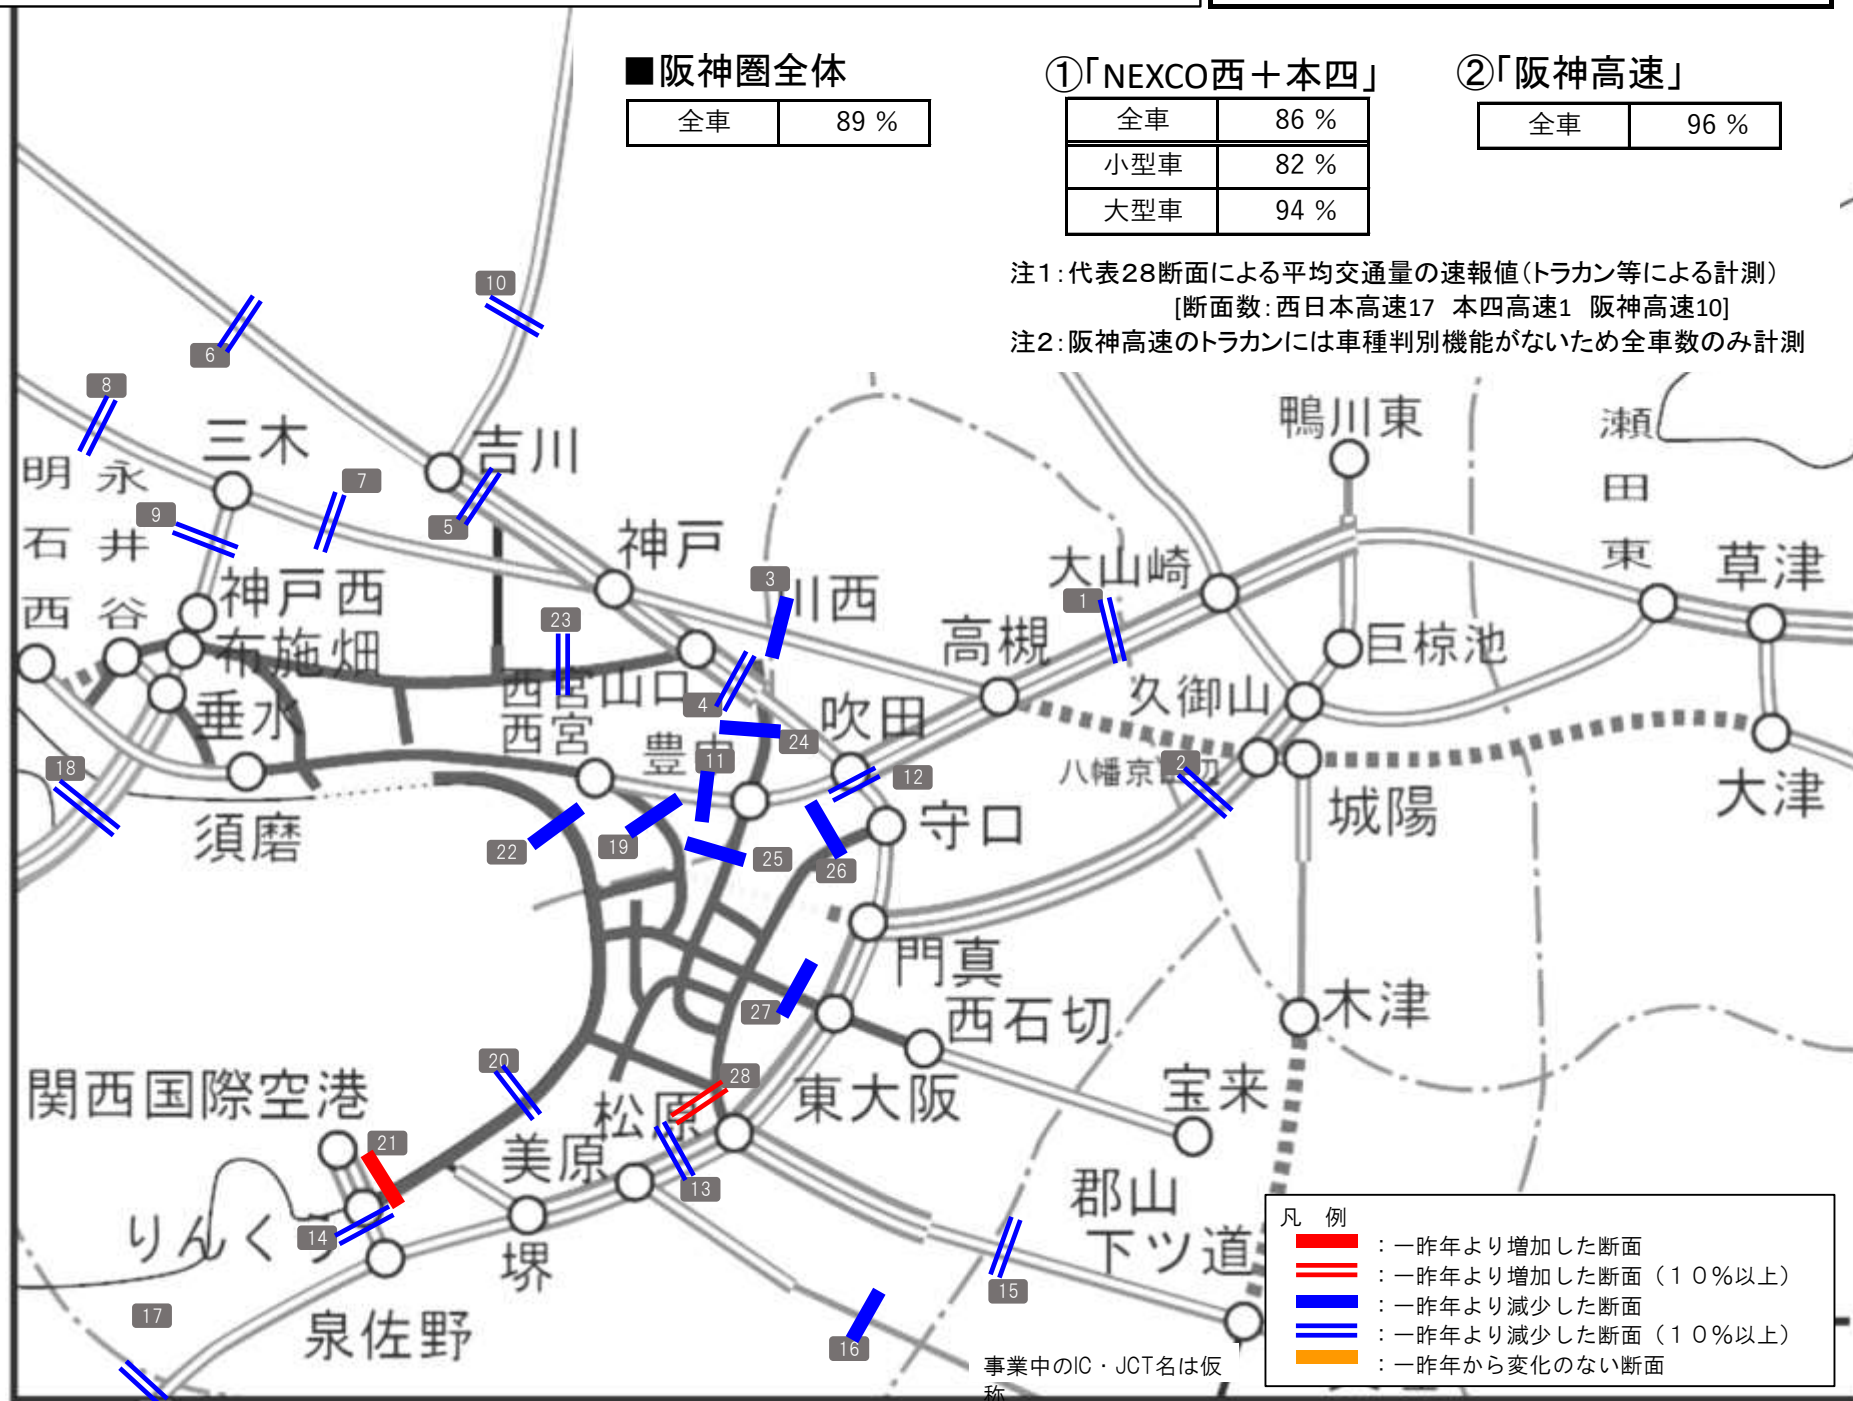 ■阪神圏全体
全車 89 %
①「NEXCO西＋本四」
全車 86 %
小型車 82 %
大型車 94 %
②「阪神高速」
全車 96 %
注１：代表２８断面による平均交通量の速報値（トラカン等による計測）
[断面数：西日本高速17 本四高速1 阪神高速10]
注２：阪神高速のトラカンには車種判別機能がないため全車数のみ計測
10
6
8
三木
吉川
鴨川東
瀬田東
明石西
永井谷
7
9
5
神戸
3
川西
大山崎
1
草津
神戸西
布施畑
23
高槻
巨椋池
西宮山口
4
久御山
垂水
西宮
吹田
24
豊中
11
12
八幡京田辺
2
18
大津
須磨
守口
城陽
22
19
25
26
門真
27
西石切
木津
20
28
関西国際空港
松原
東大阪
宝来
21
美原
13
郡山下ツ道
14
りんくう
堺
15
17
泉佐野
16
事業中のIC・JCT名は仮
称
凡 例
：一昨年より増加した断面
：一昨年より増加した断面（１０％以上）
：一昨年より減少した断面
：一昨年より減少した断面（１０％以上）
：一昨年から変化のない断面